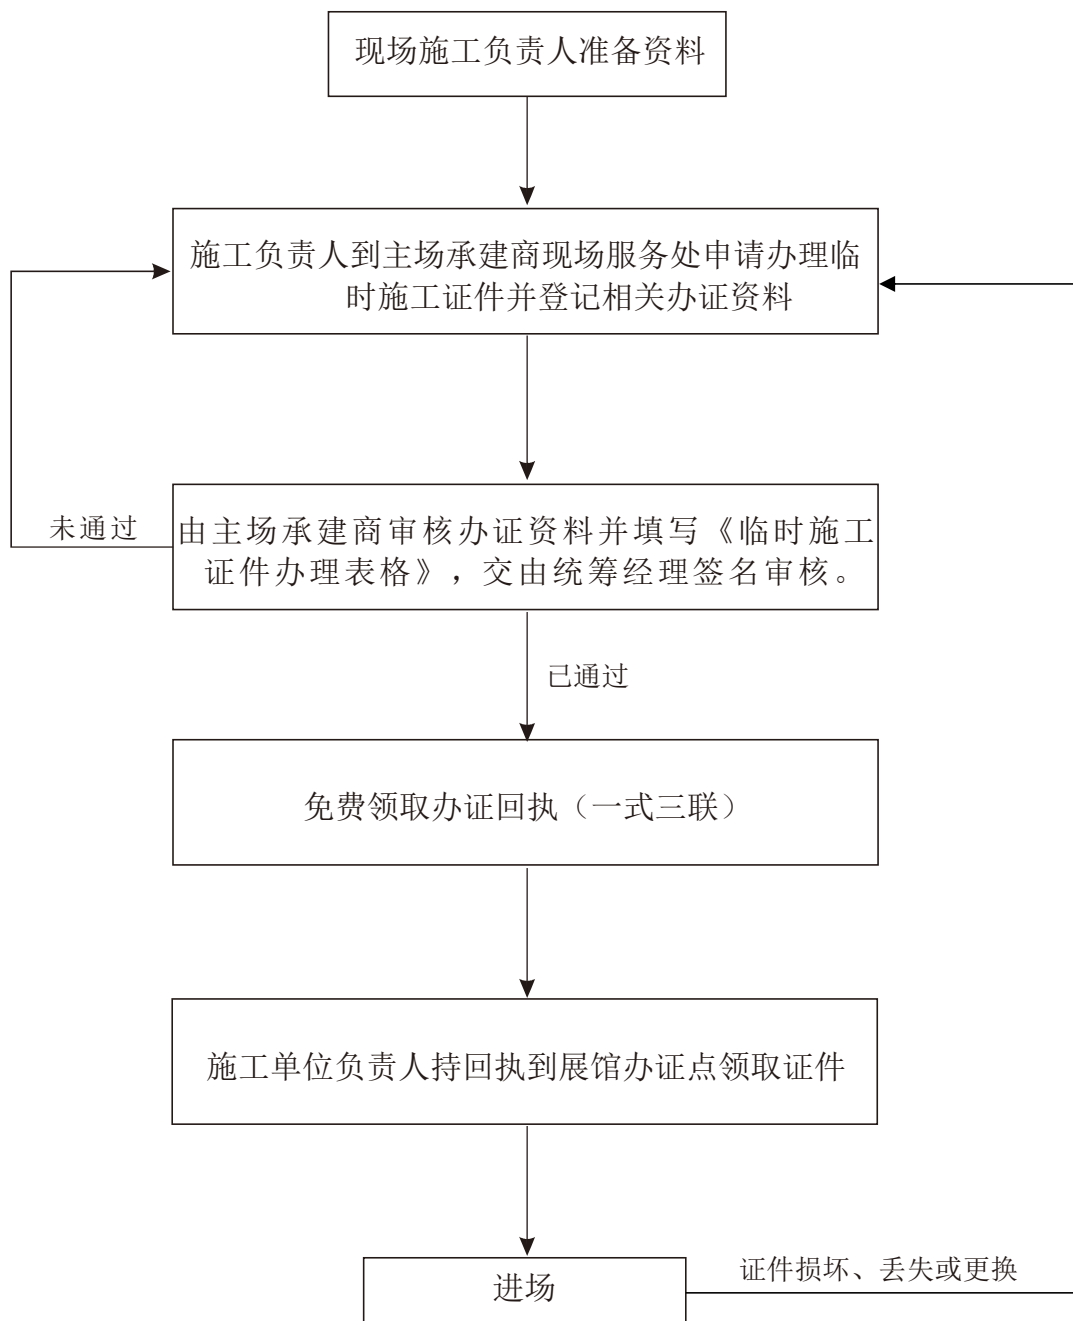 现场施工负责人准备资料
施工负责人到主场承建商现场服务处申请办理临
时施工证件并登记相关办证资料
未通过
由主场承建商审核办证资料并填写《临时施工
证件办理表格》，交由统筹经理签名审核。
已通过
免费领取办证回执（一式三联）
施工单位负责人持回执到展馆办证点领取证件
证件损坏、丢失或更换
进场